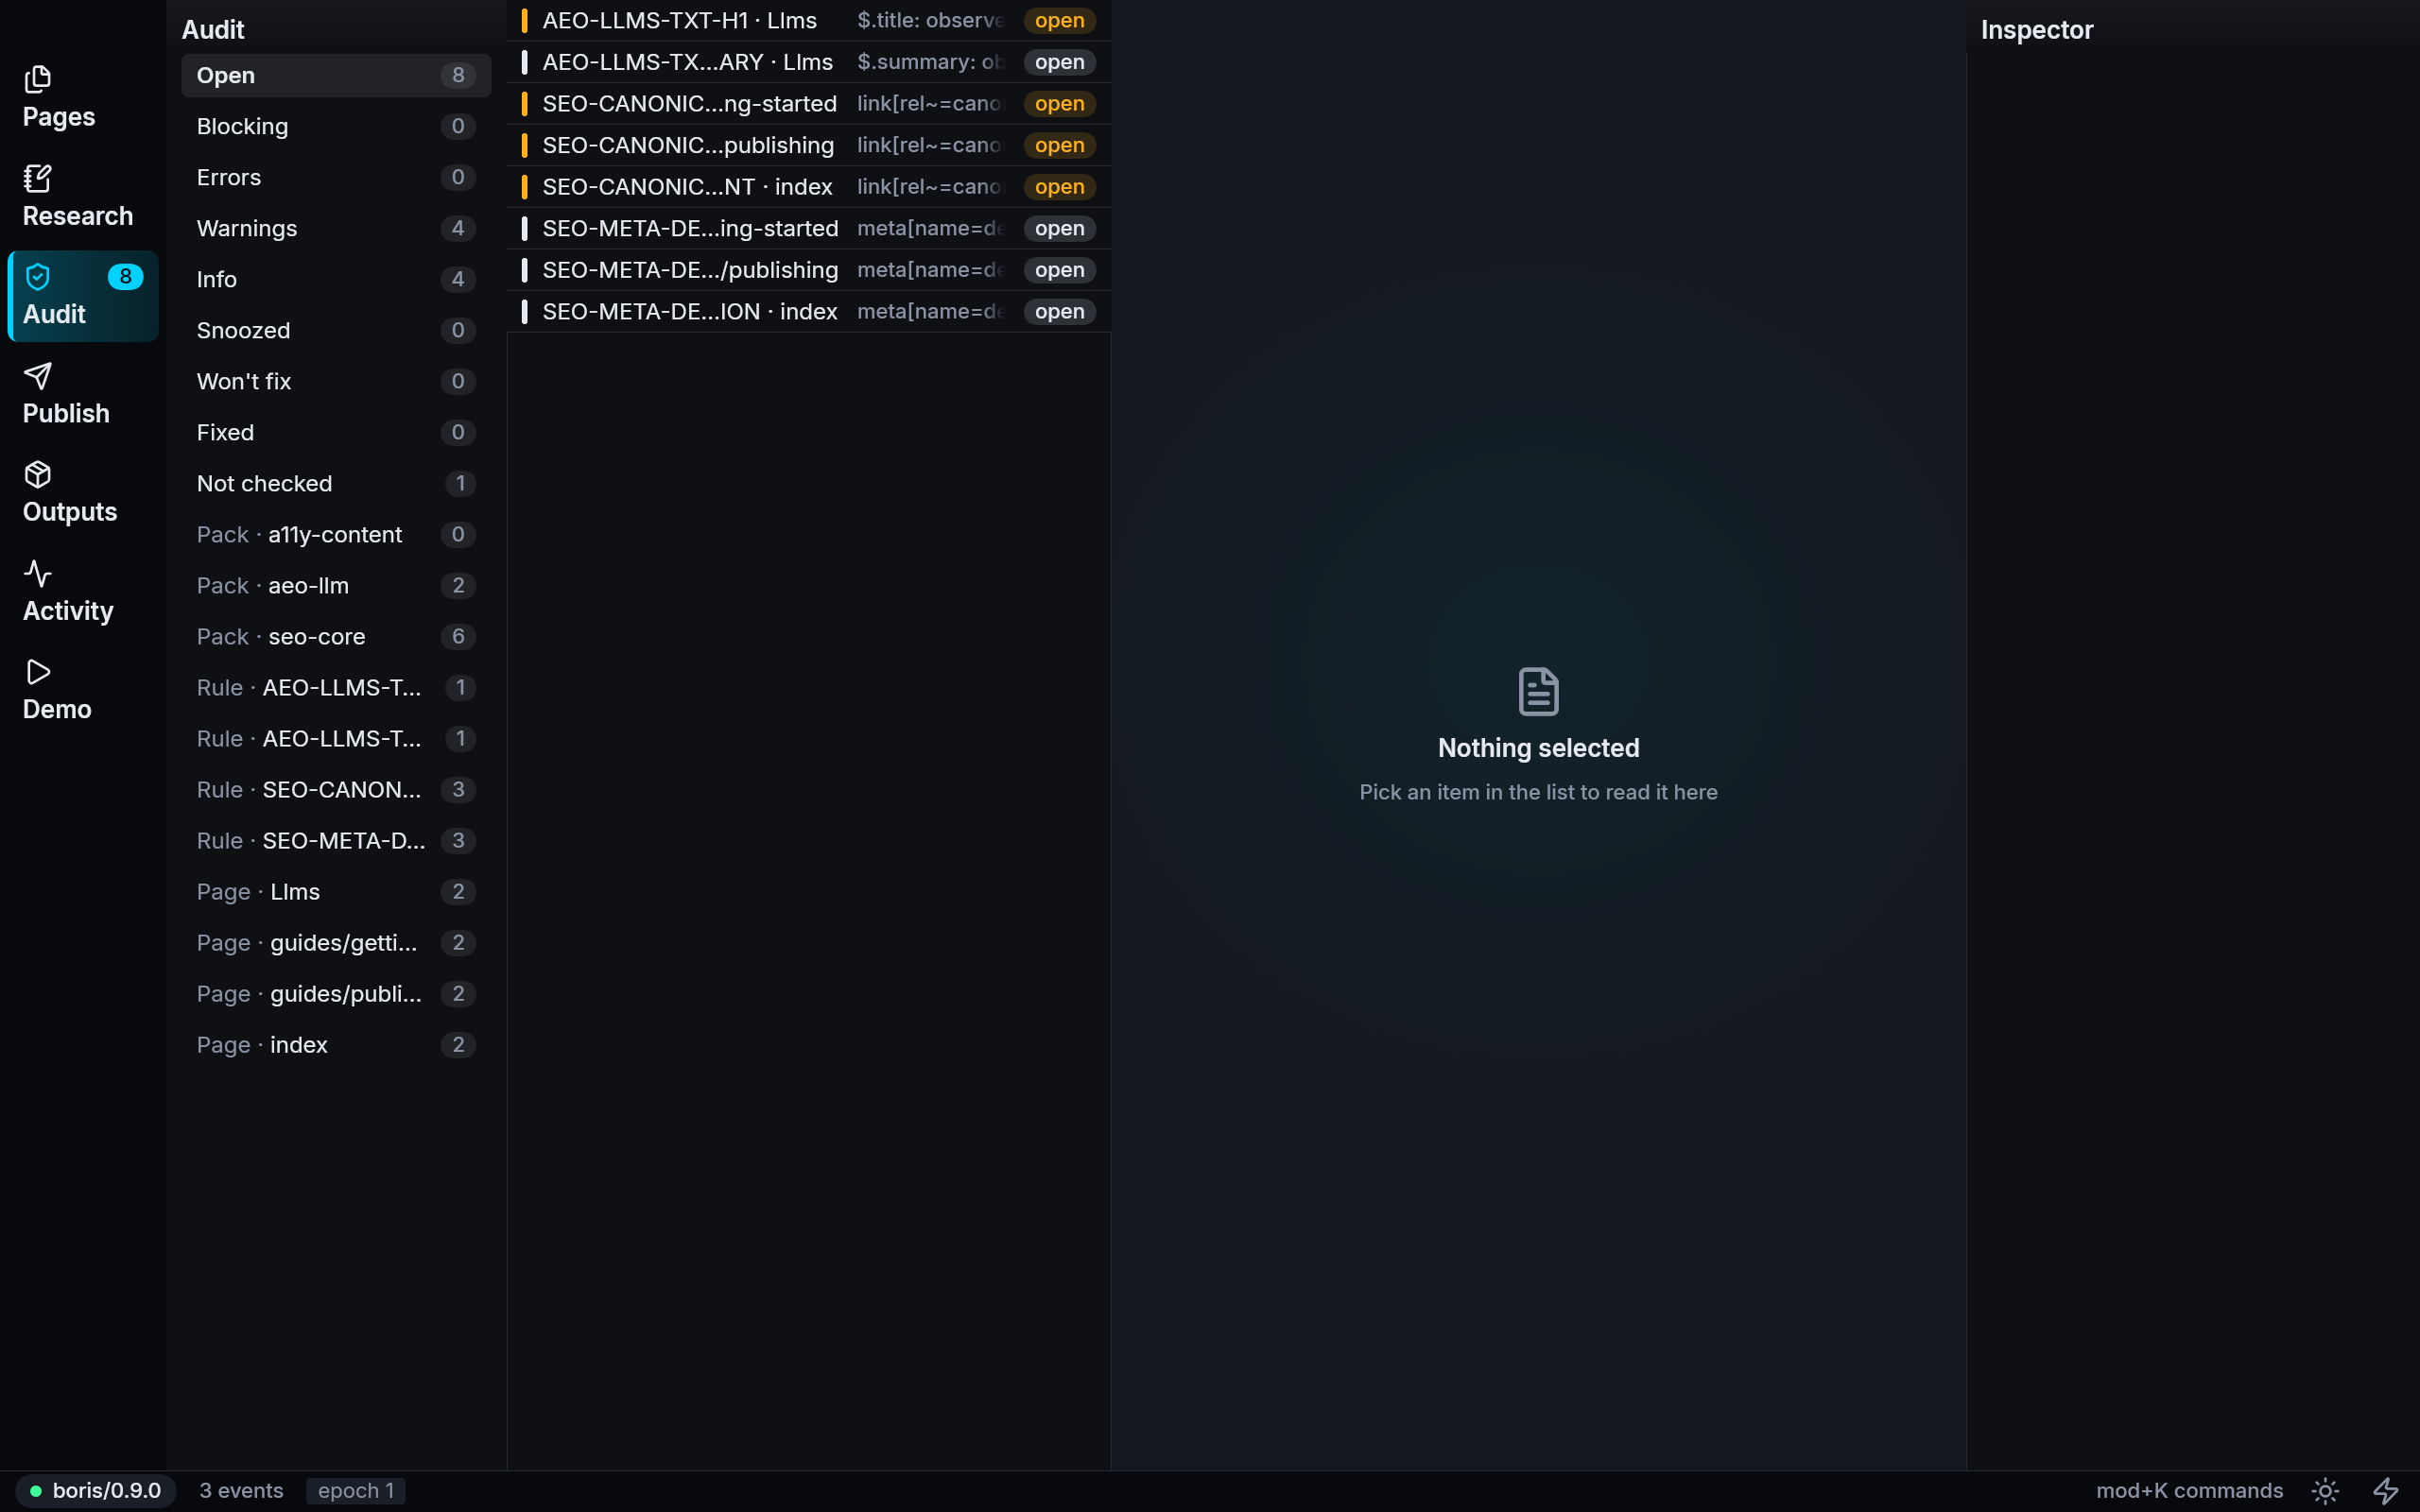 Pages
Research
8
Audit
Publish
Outputs
Activity
Demo
Audit
Open 8
Blocking 0
Errors 0
Warnings 4
Info 4
Snoozed 0
Won't fix 0
Fixed 0
Not checked 1
Pack · a11y-content 0
Pack · aeo-llm 2
Pack · seo-core 6
Rule · AEO-LLMS-T... 1
Rule · AEO-LLMS-T... 1
Rule · SEO-CANON... 3
Rule · SEO-META-D... 3
Page · Llms 2
Page · guides/getti... 2
Page · guides/publi... 2
Page · index 2
AEO-LLMS-TXT-H1 · Llms $.title: observe open
AEO-LLMS-TX...ARY · Llms $.summary: ob open
SEO-CANONIC...ng-started link[rel~=cano open
SEO-CANONIC...publishing link[rel~=cano open
SEO-CANONIC...NT · index link[rel~=cano open
SEO-META-DE...ing-started meta[name=de open
SEO-META-DE.../publishing meta[name=de open
SEO-META-DE...ION · index meta[name=de open
Nothing selected
Pick an item in the list to read it here
Inspector
boris/0.9.0 3 events epoch 1
mod+K commands